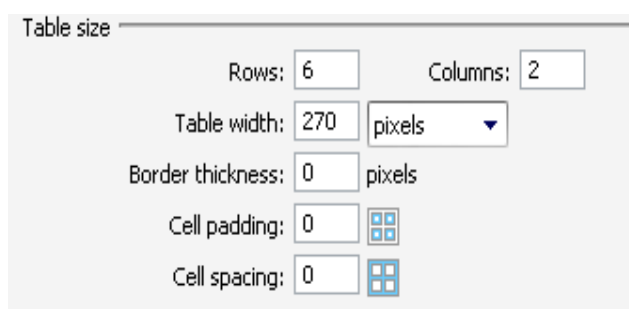 Table size
Rows: 6 Columns: 2
Table width: 270 pixels
Border thickness: 0 pixels
Cell padding: 0
Cell spacing: 0